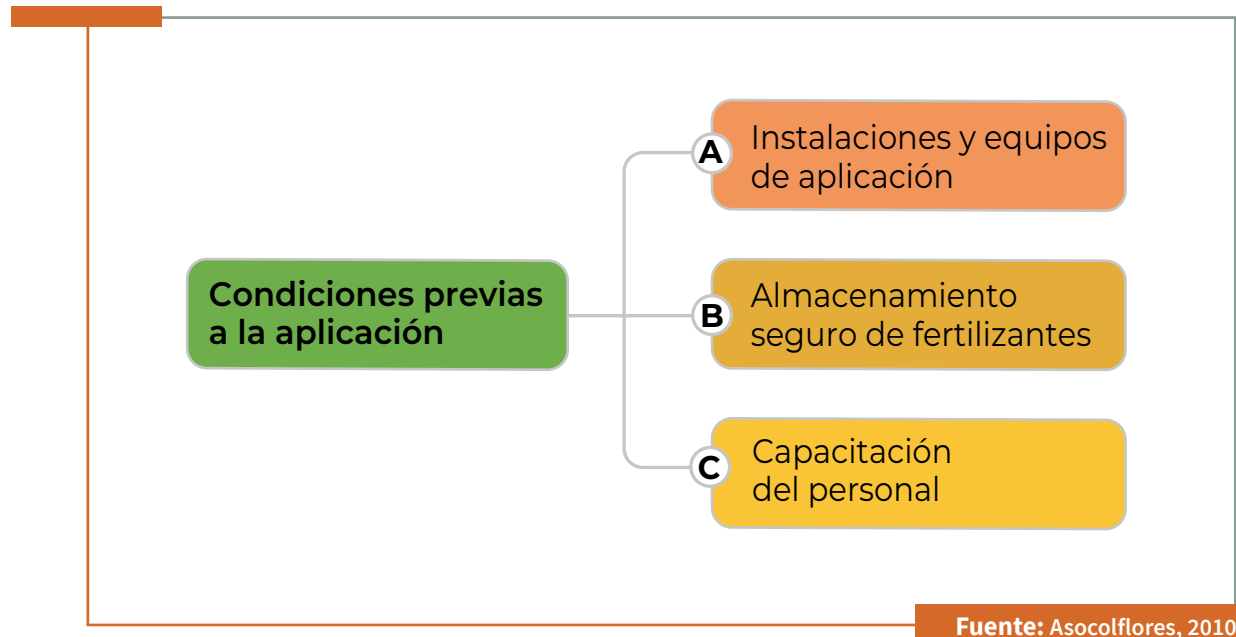 Condiciones previas
a la aplicación
A
Instalaciones y equipos
de aplicación
B
Almacenamiento
seguro de fertilizantes
C
Capacitación
del personal
Fuente: Asocolflores, 2010